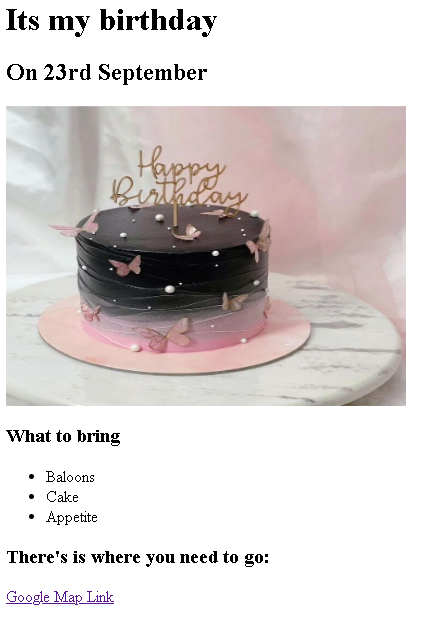 Its my birthday
On 23rd September
Happy
Birthday
What to bring
Baloons
Cake
Appetite
There's is where you need to go:
Google Map Link